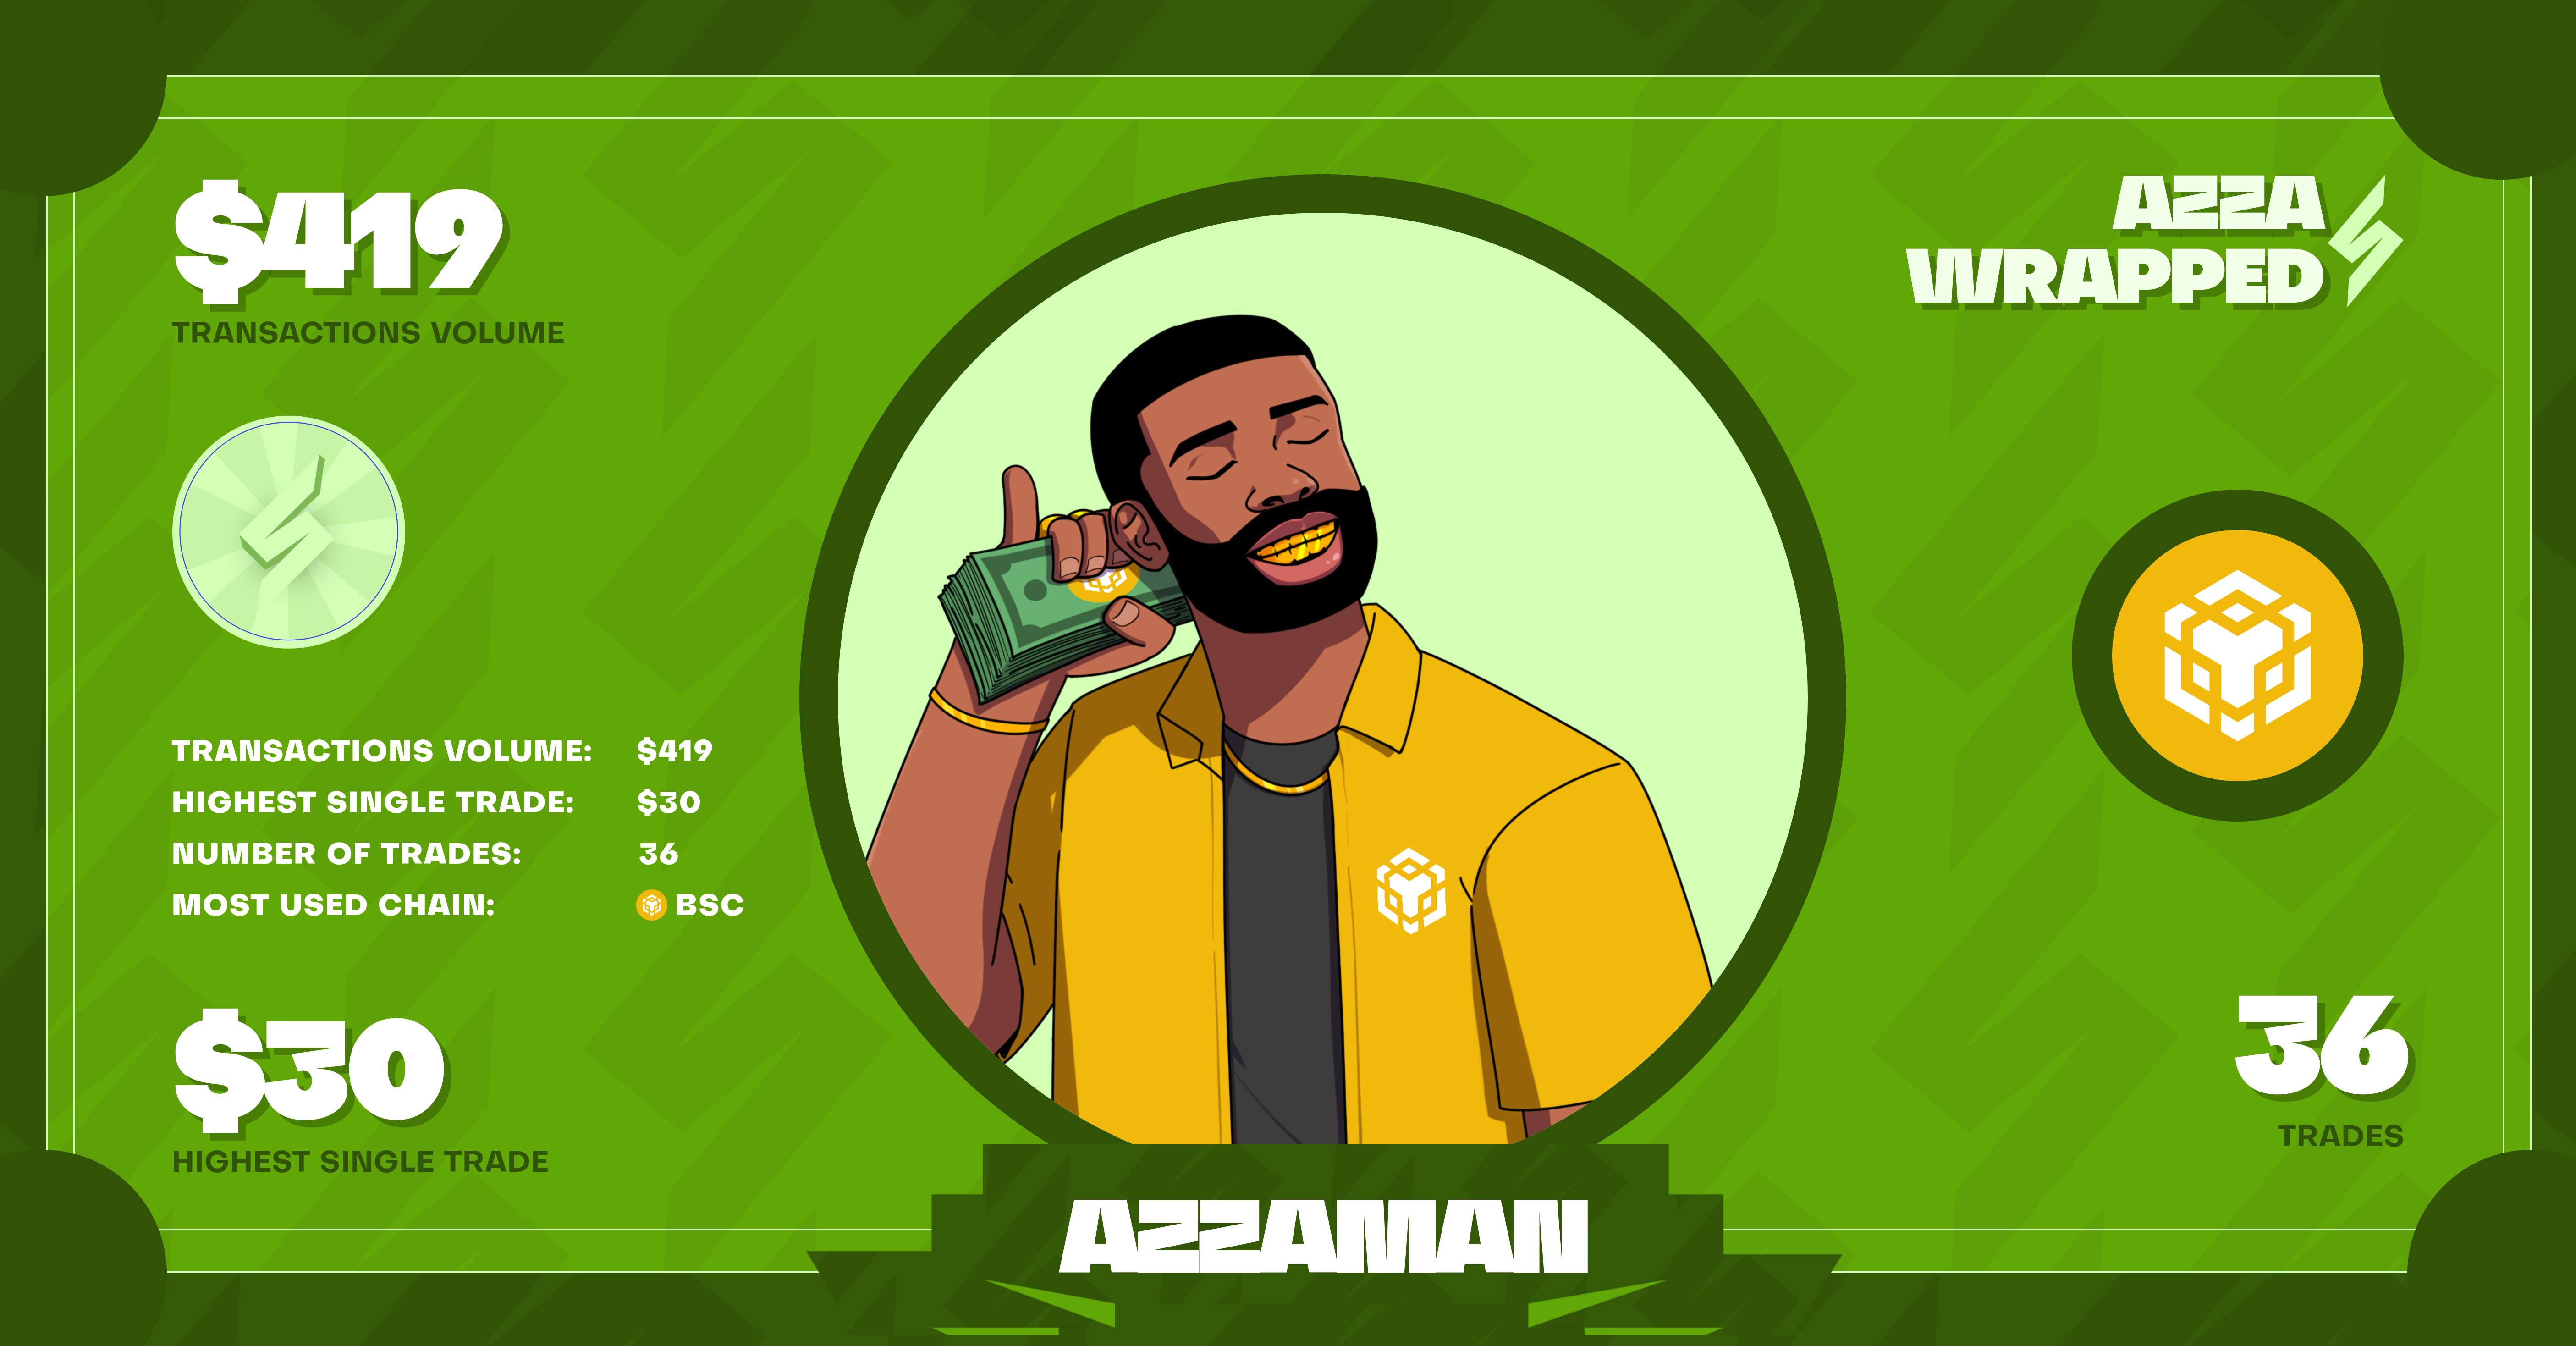 $419
TRANSACTIONS VOLUME
AZZA
WRAPPED
TRANSACTIONS VOLUME: $419
HIGHEST SINGLE TRADE: $30
NUMBER OF TRADES: 36
MOST USED CHAIN: BSC
$30
HIGHEST SINGLE TRADE
36
TRADES
AZZAMAN